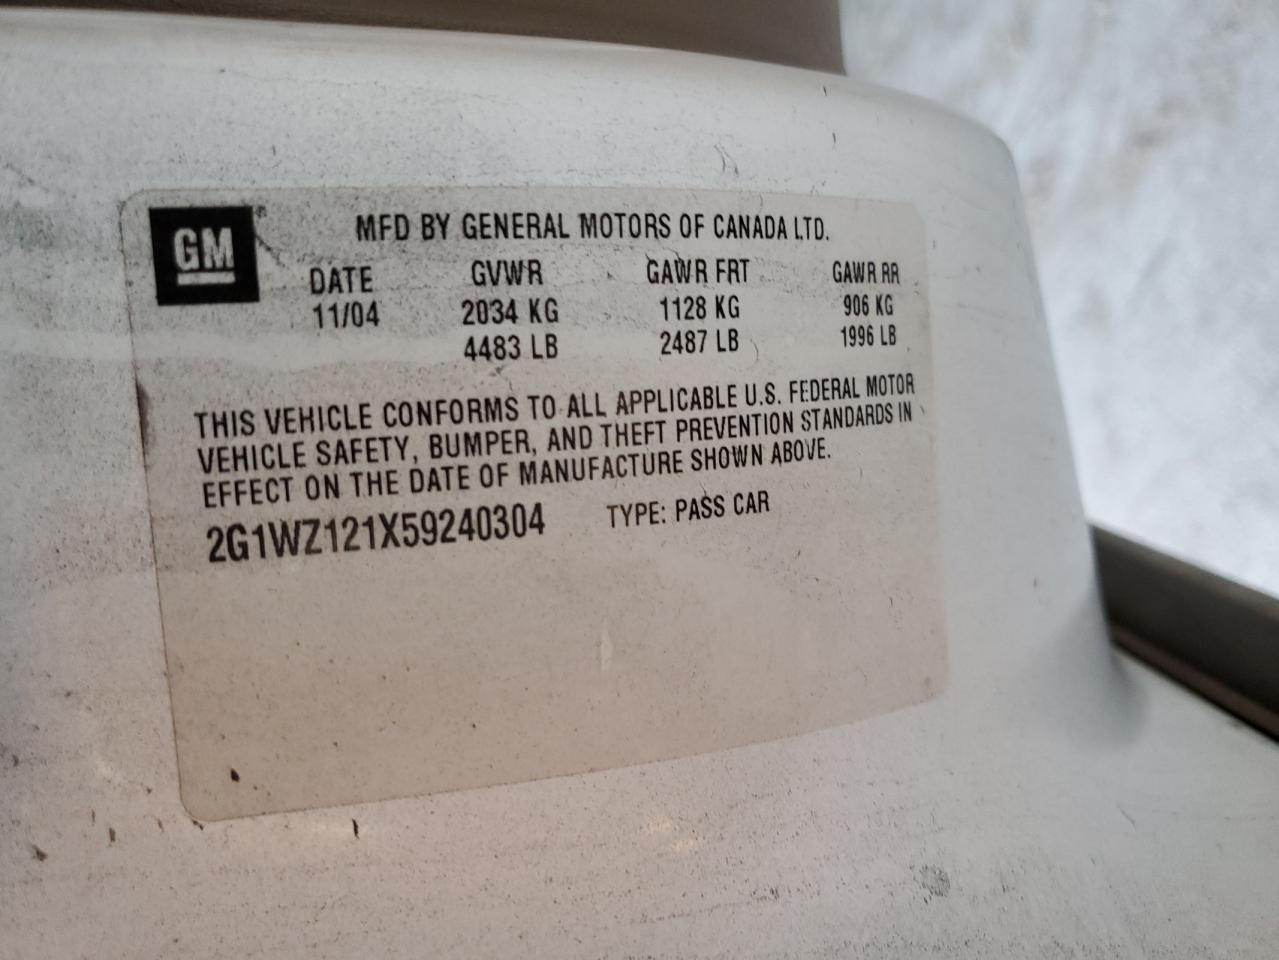 GM
MFD BY GENERAL MOTORS OF CANADA LTD.
DATE GVWR GAWR FRT GAWR RR
11/04 2034 KG 1128 KG 906 KG
4483 LB 2487 LB 1996 LB
THIS VEHICLE CONFORMS TO ALL APPLICABLE U.S. FEDERAL MOTOR
VEHICLE SAFETY, BUMPER, AND THEFT PREVENTION STANDARDS IN
EFFECT ON THE DATE OF MANUFACTURE SHOWN ABOVE.
2G1WZ121X59240304 TYPE: PASS CAR